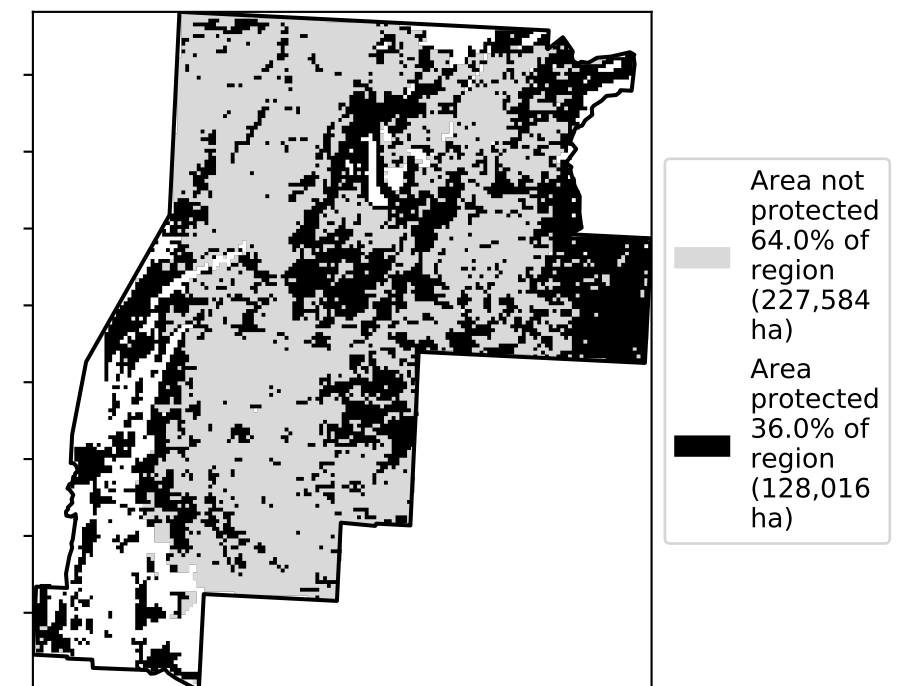 Area not
protected
64.0% of
region
(227,584
ha)
Area
protected
36.0% of
region
(128,016
ha)